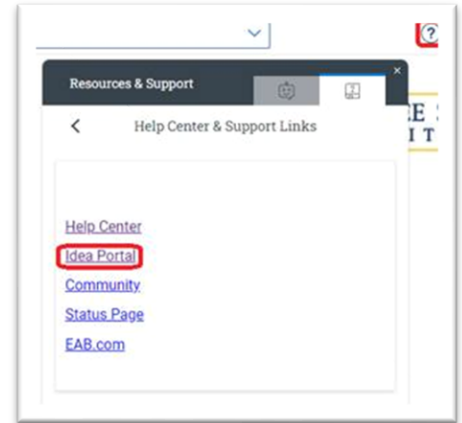 ?
Resources & Support
×
Help Center & Support Links
Help Center
Idea Portal
Community
Status Page
EAB.com